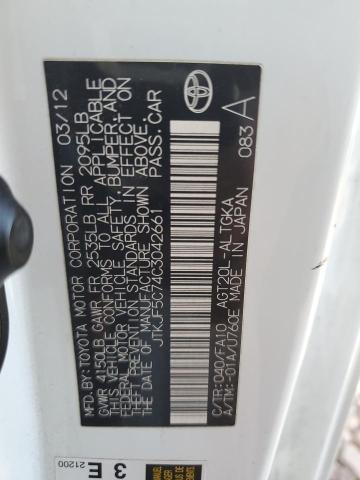 MFD.BY:TOYOTA MOTOR CORPORATION 03/12
GVWR 4150LB GAWR FR 2535LB RR 2095LB
THIS VEHICLE CONFORMS TO ALL APPLICABLE
FEDERAL MOTOR VEHICLE SAFETY, BUMPER, AND
THEFT PREVENTION STANDARDS IN EFFECT ON
THE DATE OF MANUFACTURE SHOWN ABOVE.
JTKJF5C74C3042661 PASS.CAR
C/TR:040/FA10 AGT20L-ALTGKA
A/TM:-01A/U760E MADE IN JAPAN
083 A
3 E
21200